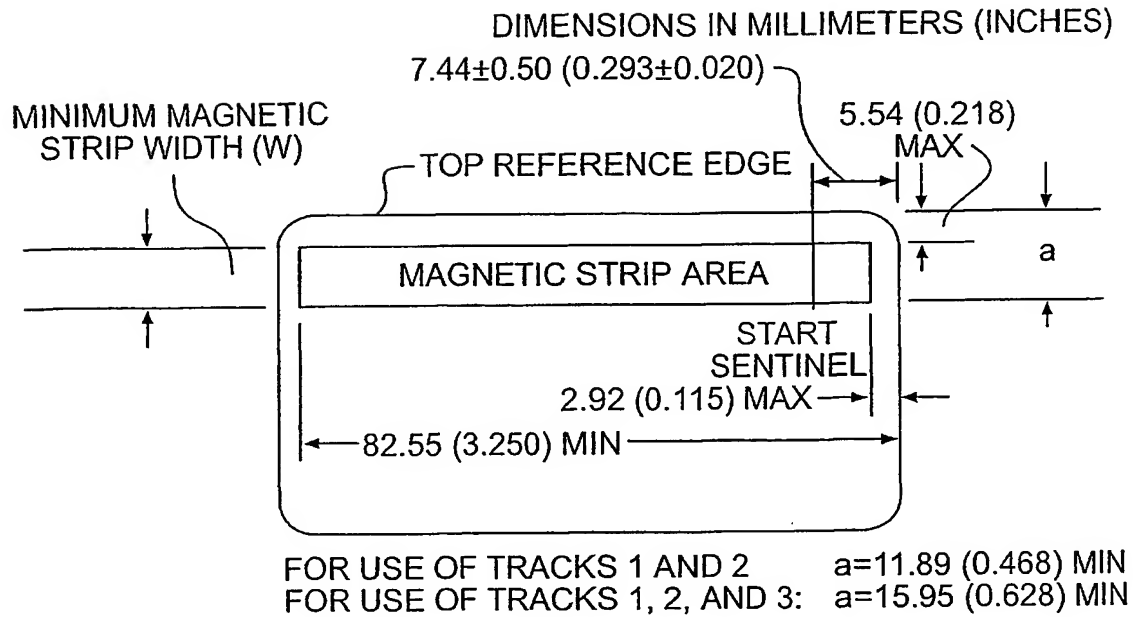 DIMENSIONS IN MILLIMETERS (INCHES)
7.44±0.50 (0.293±0.020)
MINIMUM MAGNETIC
STRIP WIDTH (W)
5.54 (0.218)
MAX
TOP REFERENCE EDGE
a
MAGNETIC STRIP AREA
START
SENTINEL
2.92 (0.115) MAX
82.55 (3.250) MIN
FOR USE OF TRACKS 1 AND 2 a=11.89 (0.468) MIN
FOR USE OF TRACKS 1, 2, AND 3: a=15.95 (0.628) MIN